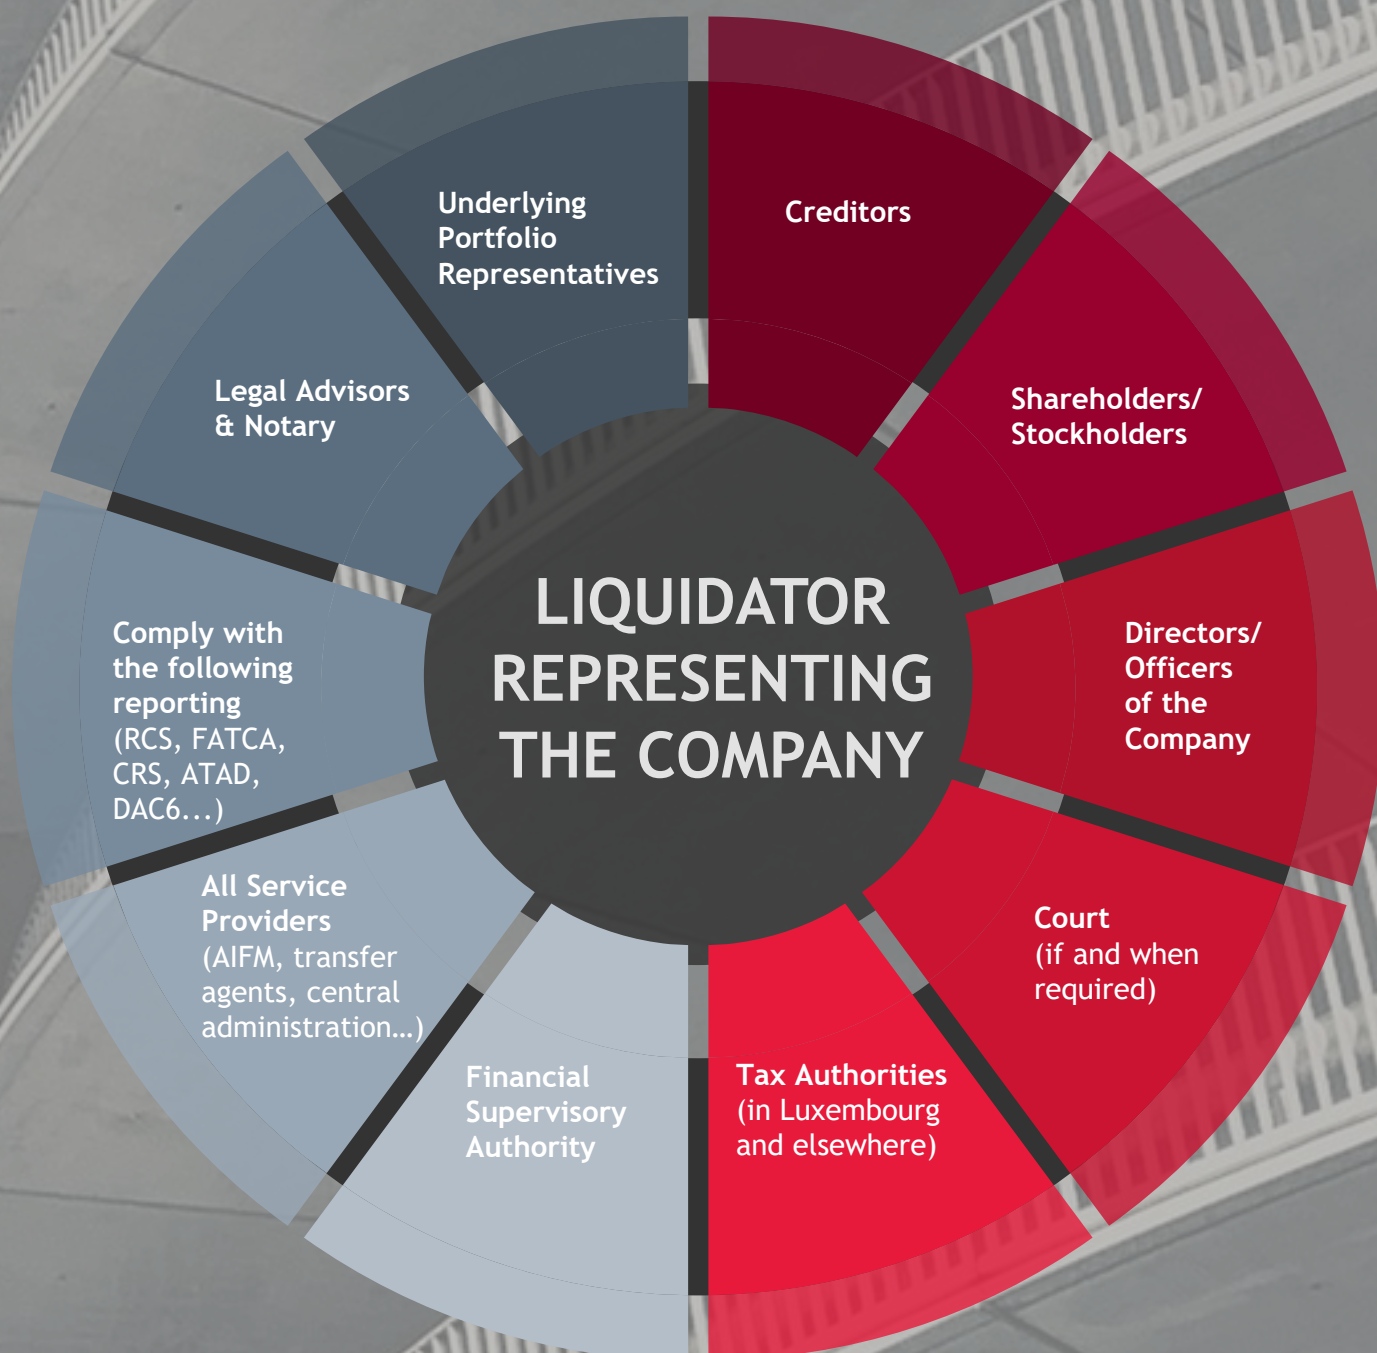 Underlying
Portfolio
Representatives
Creditors
Legal Advisors
& Notary
Shareholders/
Stockholders
LIQUIDATOR
REPRESENTING
THE COMPANY
Comply with
the following
reporting
(RCS, FATCA,
CRS, ATAD,
DAC6...)
Directors/
Officers
of the
Company
All Service
Providers
(AIFM, transfer
agents, central
administration…)
Court
(if and when
required)
Financial
Supervisory
Authority
Tax Authorities
(in Luxembourg
and elsewhere)